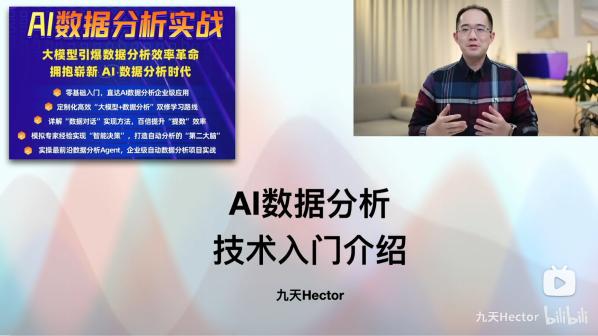 AI数据分析实战
大模型引爆数据分析效率革命
拥抱崭新 AI 数据分析时代
零基础入门，直达AI数据分析企业级应用
定制化高效“大模型+数据分析”双修学习路线
详解“数据对话”实现方法，百倍提升“提数”效率
模拟专家经验实现“智能决策”，打造自动分析的“第二大脑”
实操最前沿数据分析Agent，企业级自动数据分析项目实战
AI数据分析
技术入门介绍
九天Hector
九天Hector bilibili